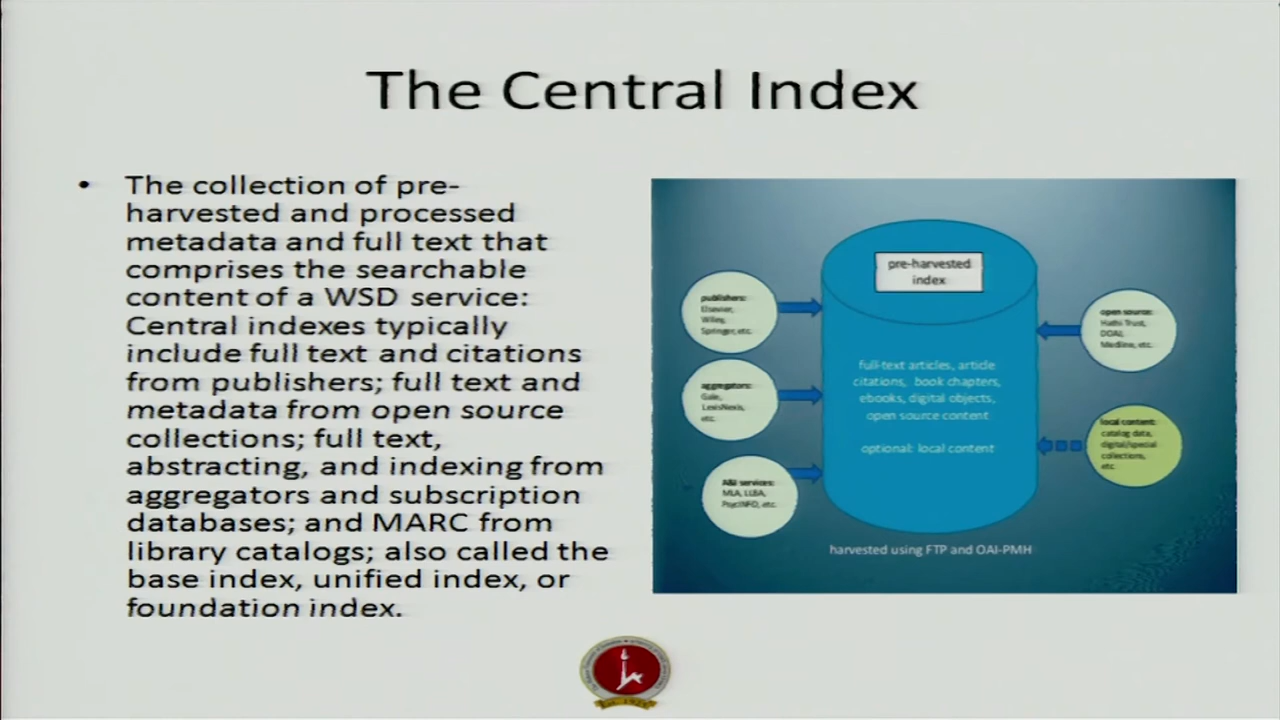 The Central Index
• The collection of pre-
harvested and processed
metadata and full text that
comprises the searchable
content of a WSD service:
Central indexes typically
include full text and citations
from publishers; full text and
metadata from open source
collections; full text,
abstracting, and indexing from
aggregators and subscription
databases; and MARC from
library catalogs; also called the
base index, unified index, or
foundation index.
pre-harvested
index
publishers:
Elsevier,
Wiley,
Springer, etc.
aggregators:
Gale,
LexisNexis,
etc.
A&I services:
MLA, LLBA,
PsycINFO, etc.
full-text articles, article
citations, book chapters,
ebooks, digital objects,
open source content
optional: local content
open source:
Hathi Trust,
DOAJ,
Medline, etc.
local content:
catalog data,
digital/special
collections,
etc.
harvested using FTP and OAI-PMH